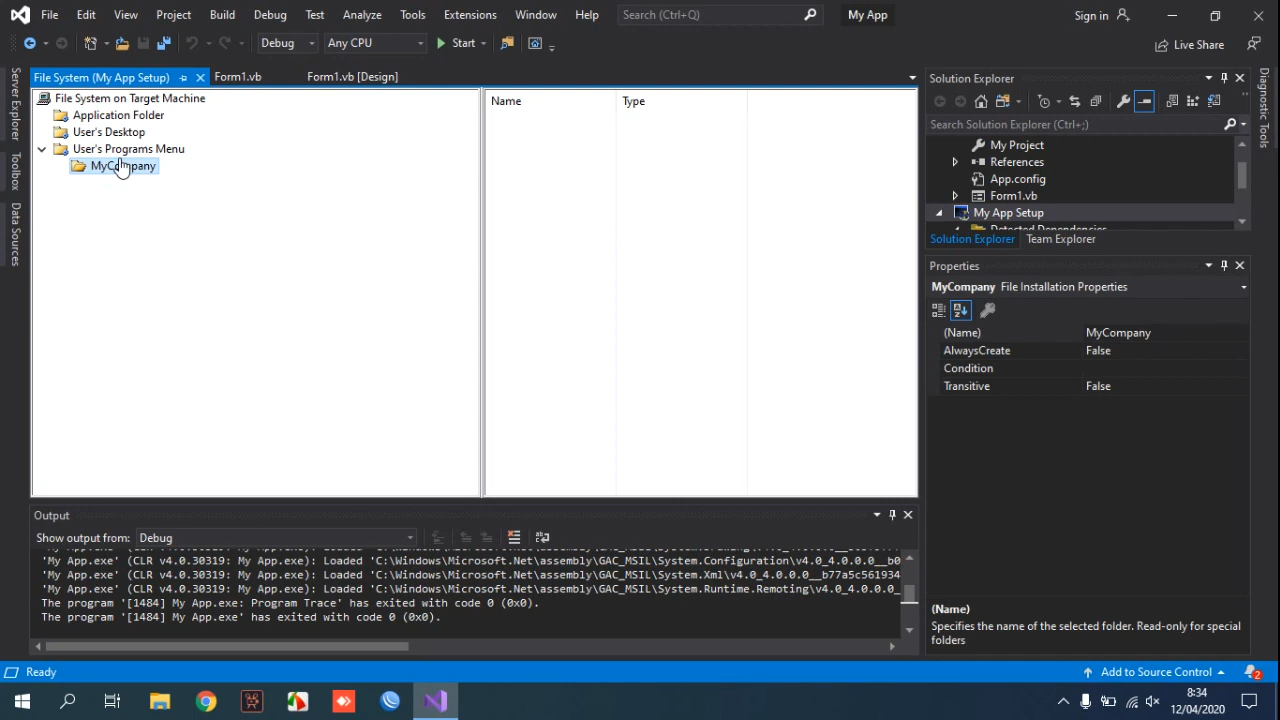 File Edit View Project Build Debug Test Analyze Tools Extensions Window Help Search (Ctrl+Q) My App Sign in
Debug Any CPU Start Live Share
Server Explorer
Toolbox
Data Sources
File System (My App Setup) Form1.vb Form1.vb [Design]
File System on Target Machine
Application Folder
User's Desktop
User's Programs Menu
MyCompany
Name Type
Solution Explorer
Search Solution Explorer (Ctrl+;)
My Project
References
App.config
Form1.vb
My App Setup
Detected Dependencies
Solution Explorer Team Explorer
Diagnostic Tools
Properties
MyCompany File Installation Properties
(Name) MyCompany
AlwaysCreate False
Condition
Transitive False
(Name)
Specifies the name of the selected folder. Read-only for special
folders
Output
Show output from: Debug
'My App.exe' (CLR v4.0.30319: My App.exe): Loaded 'C:\Windows\Microsoft.Net\assembly\GAC_MSIL\System.Configuration\v4.0_4.0.0.0__b0
'My App.exe' (CLR v4.0.30319: My App.exe): Loaded 'C:\Windows\Microsoft.Net\assembly\GAC_MSIL\System.Xml\v4.0_4.0.0.0__b77a5c561934
'My App.exe' (CLR v4.0.30319: My App.exe): Loaded 'C:\Windows\Microsoft.Net\assembly\GAC_MSIL\System.Runtime.Remoting\v4.0_4.0.0.0_
The program '[1484] My App.exe: Program Trace' has exited with code 0 (0x0).
The program '[1484] My App.exe' has exited with code 0 (0x0).
Ready Add to Source Control 2
8:34
12/04/2020